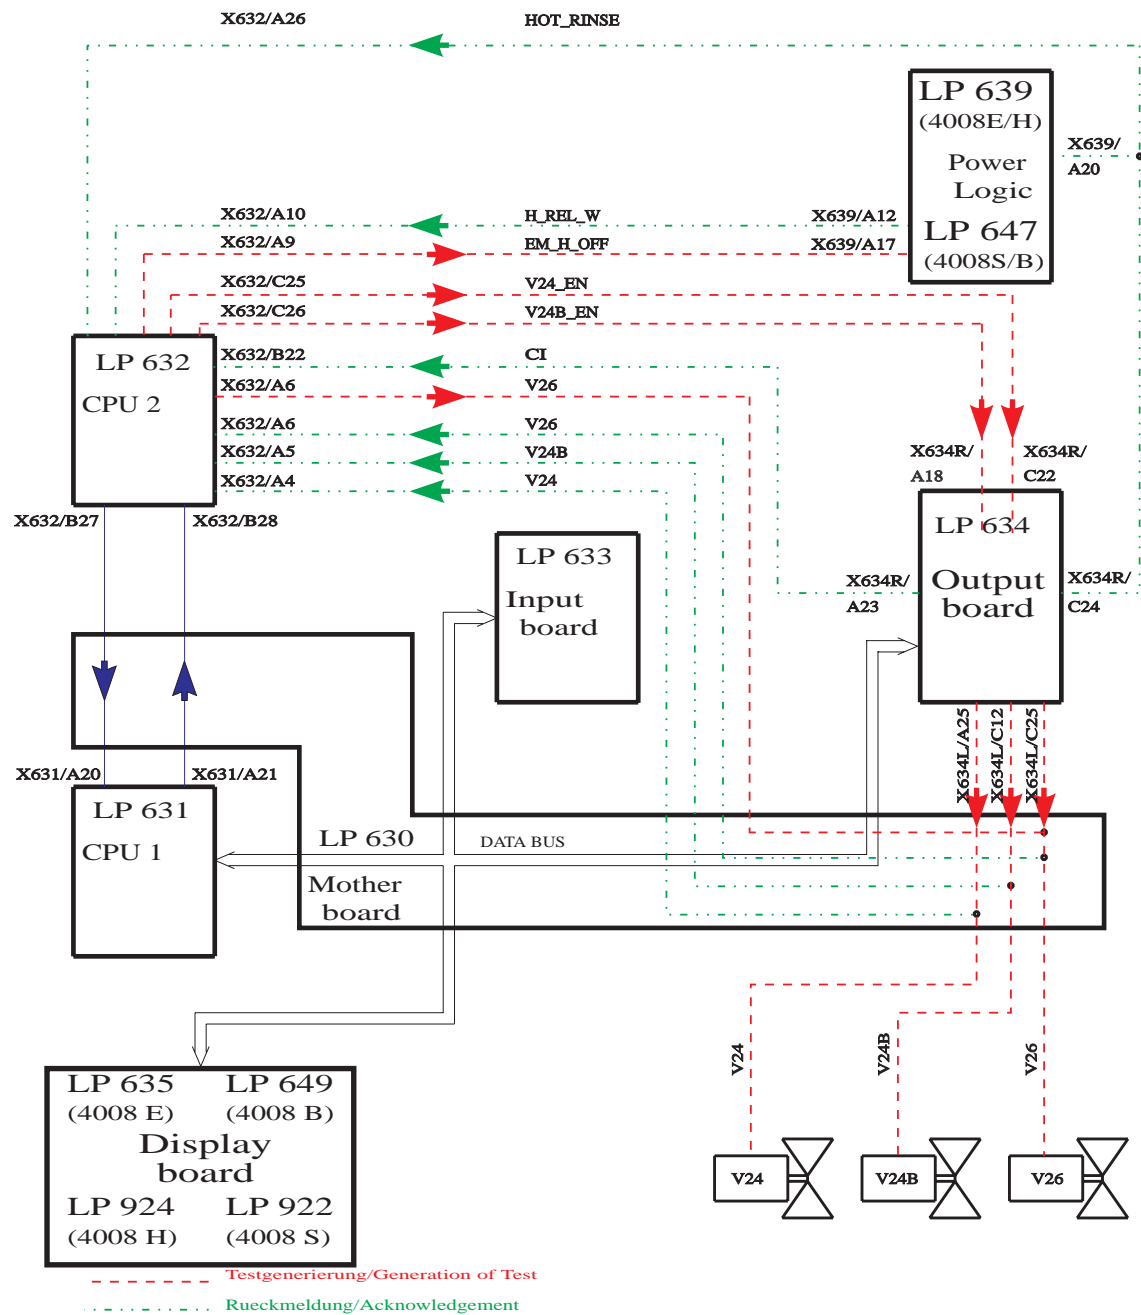 X632/A26 HOT_RINSE
LP 639
(4008E/H)
Power
Logic
LP 647
(4008S/B)
X639/
A20
X632/A10 H_REL_W X639/A12
X632/A9 EM_H_OFF X639/A17
X632/C25 V24_EN
X632/C26 V24B_EN
LP 632
CPU 2
X632/B22 CI
X632/A6 V26
X632/A6 V26
X632/A5 V24B
X632/A4 V24
X634R/
A18
X634R/
C22
X632/B27 X632/B28
LP 633
Input
board
LP 634
Output
board
X634R/
A23
X634R/
C24
X634L/A25
X634L/C12
X634L/C25
X631/A20 X631/A21
LP 631
CPU 1
LP 630 DATA BUS
Mother
board
V24
V24B
V26
LP 635 LP 649
(4008 E) (4008 B)
Display
board
LP 924 LP 922
(4008 H) (4008 S)
V24 V24B V26
Testgenerierung/Generation of Test
Rueckmeldung/Acknowledgement